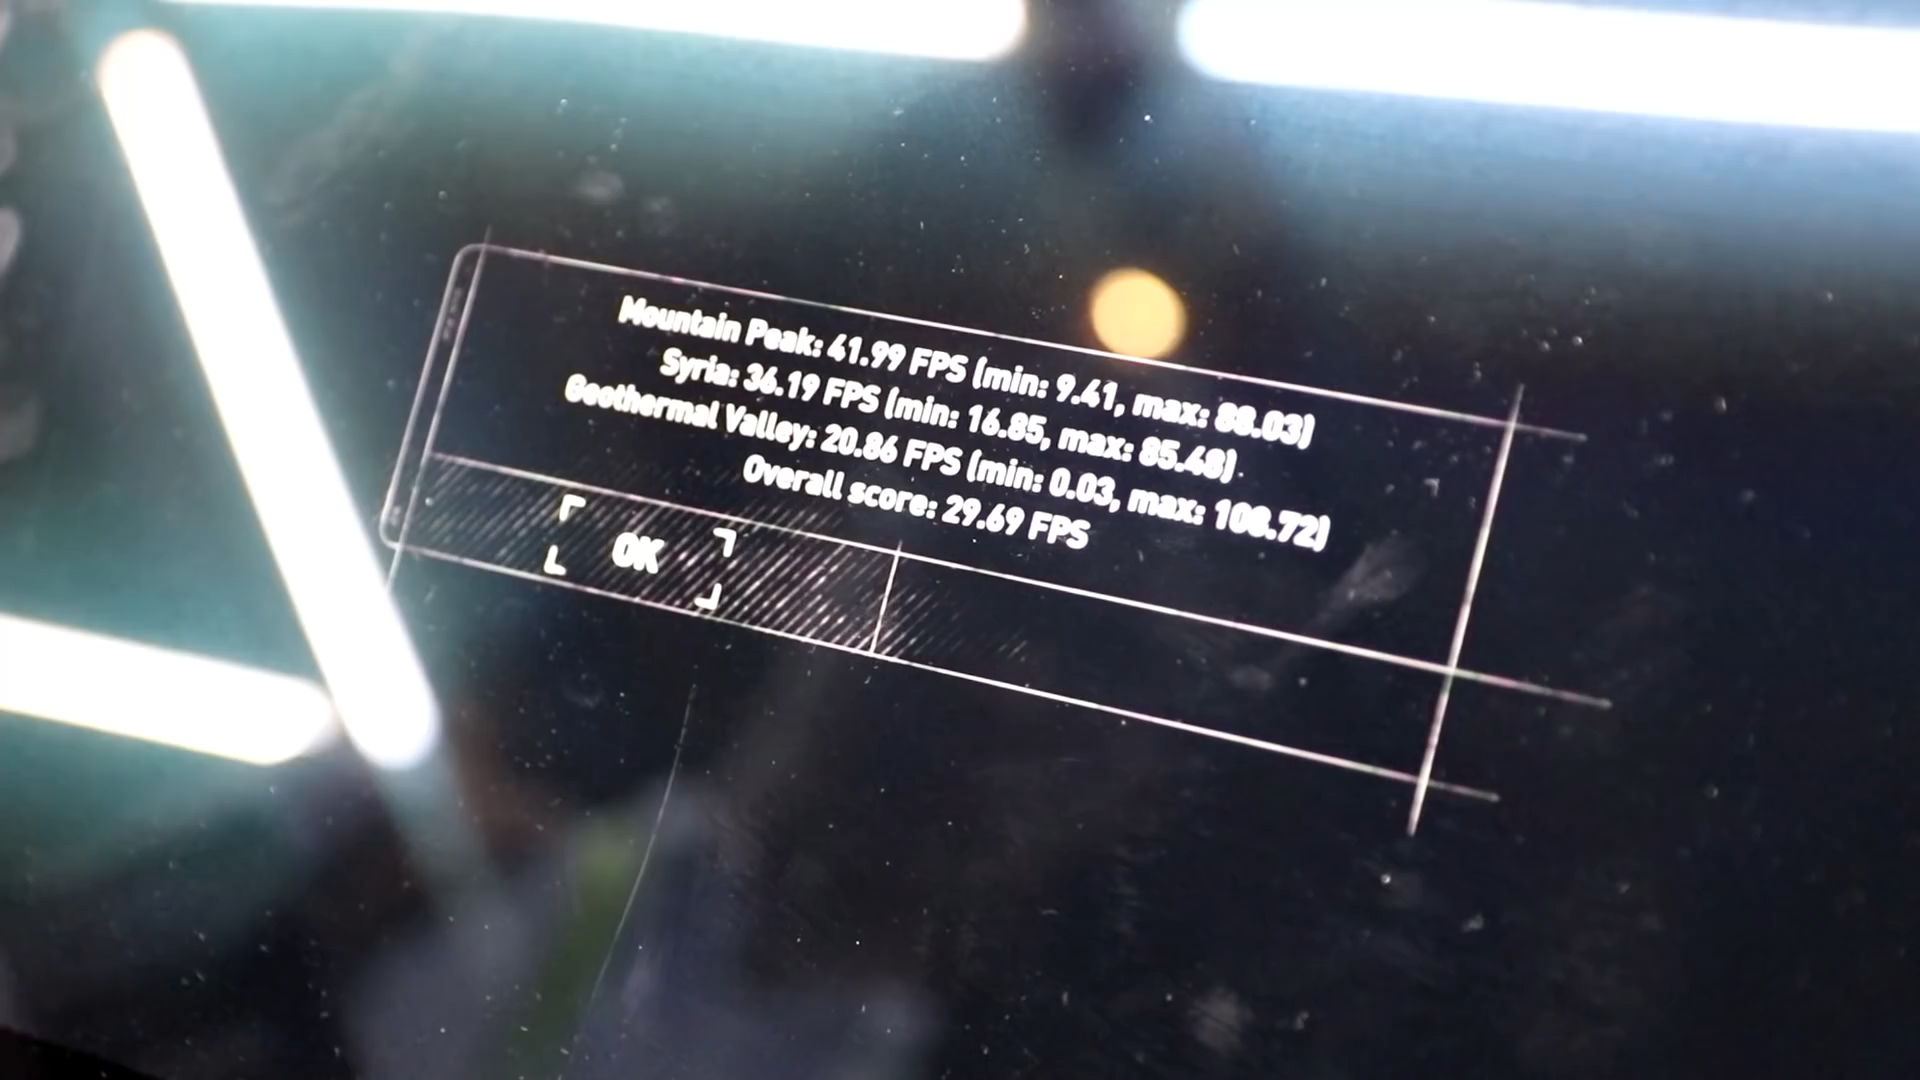 Mountain Peak: 41.99 FPS (min: 9.41, max: 88.03)
Syria: 36.19 FPS (min: 16.85, max: 85.48)
Geothermal Valley: 20.86 FPS (min: 0.03, max: 108.72)
Overall score: 29.69 FPS
OK